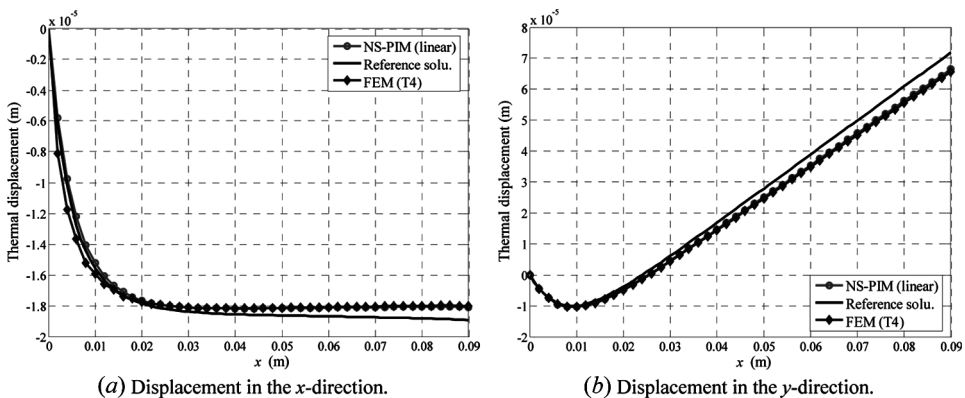 x 10⁻⁵
0
-0.2
-0.4
-0.6
-0.8
-1
-1.2
-1.4
-1.6
-1.8
-2
Thermal displacement (m)
NS-PIM (linear)
Reference solu.
FEM (T4)
0 0.01 0.02 0.03 0.04 0.05 0.06 0.07 0.08 0.09
x (m)
(a) Displacement in the x-direction.
x 10⁻⁵
8
7
6
5
4
3
2
1
0
-1
-2
Thermal displacement (m)
NS-PIM (linear)
Reference solu.
FEM (T4)
0 0.01 0.02 0.03 0.04 0.05 0.06 0.07 0.08 0.09
x (m)
(b) Displacement in the y-direction.